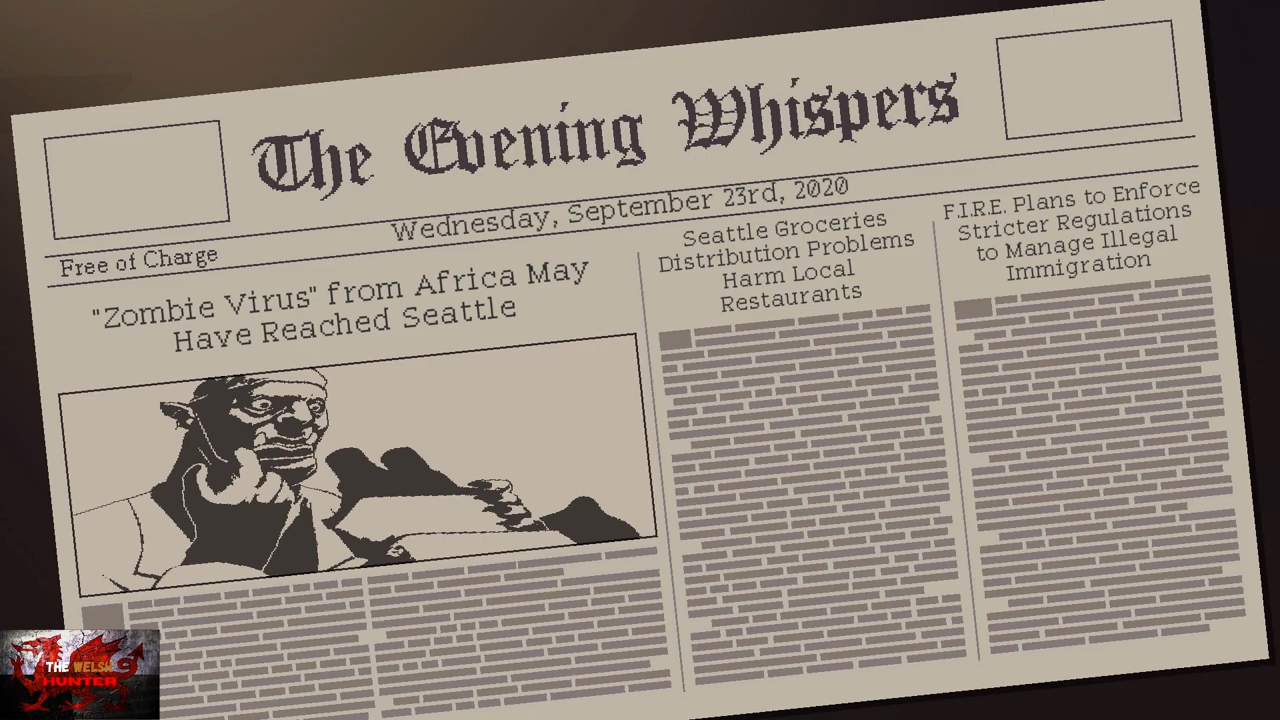 The Evening Whispers
Wednesday, September 23rd, 2020
Free of Charge
"Zombie Virus" from Africa May
Have Reached Seattle
Seattle Groceries
Distribution Problems
Harm Local
Restaurants
F.I.R.E. Plans to Enforce
Stricter Regulations
to Manage Illegal
Immigration
THE WELSH
HUNTER